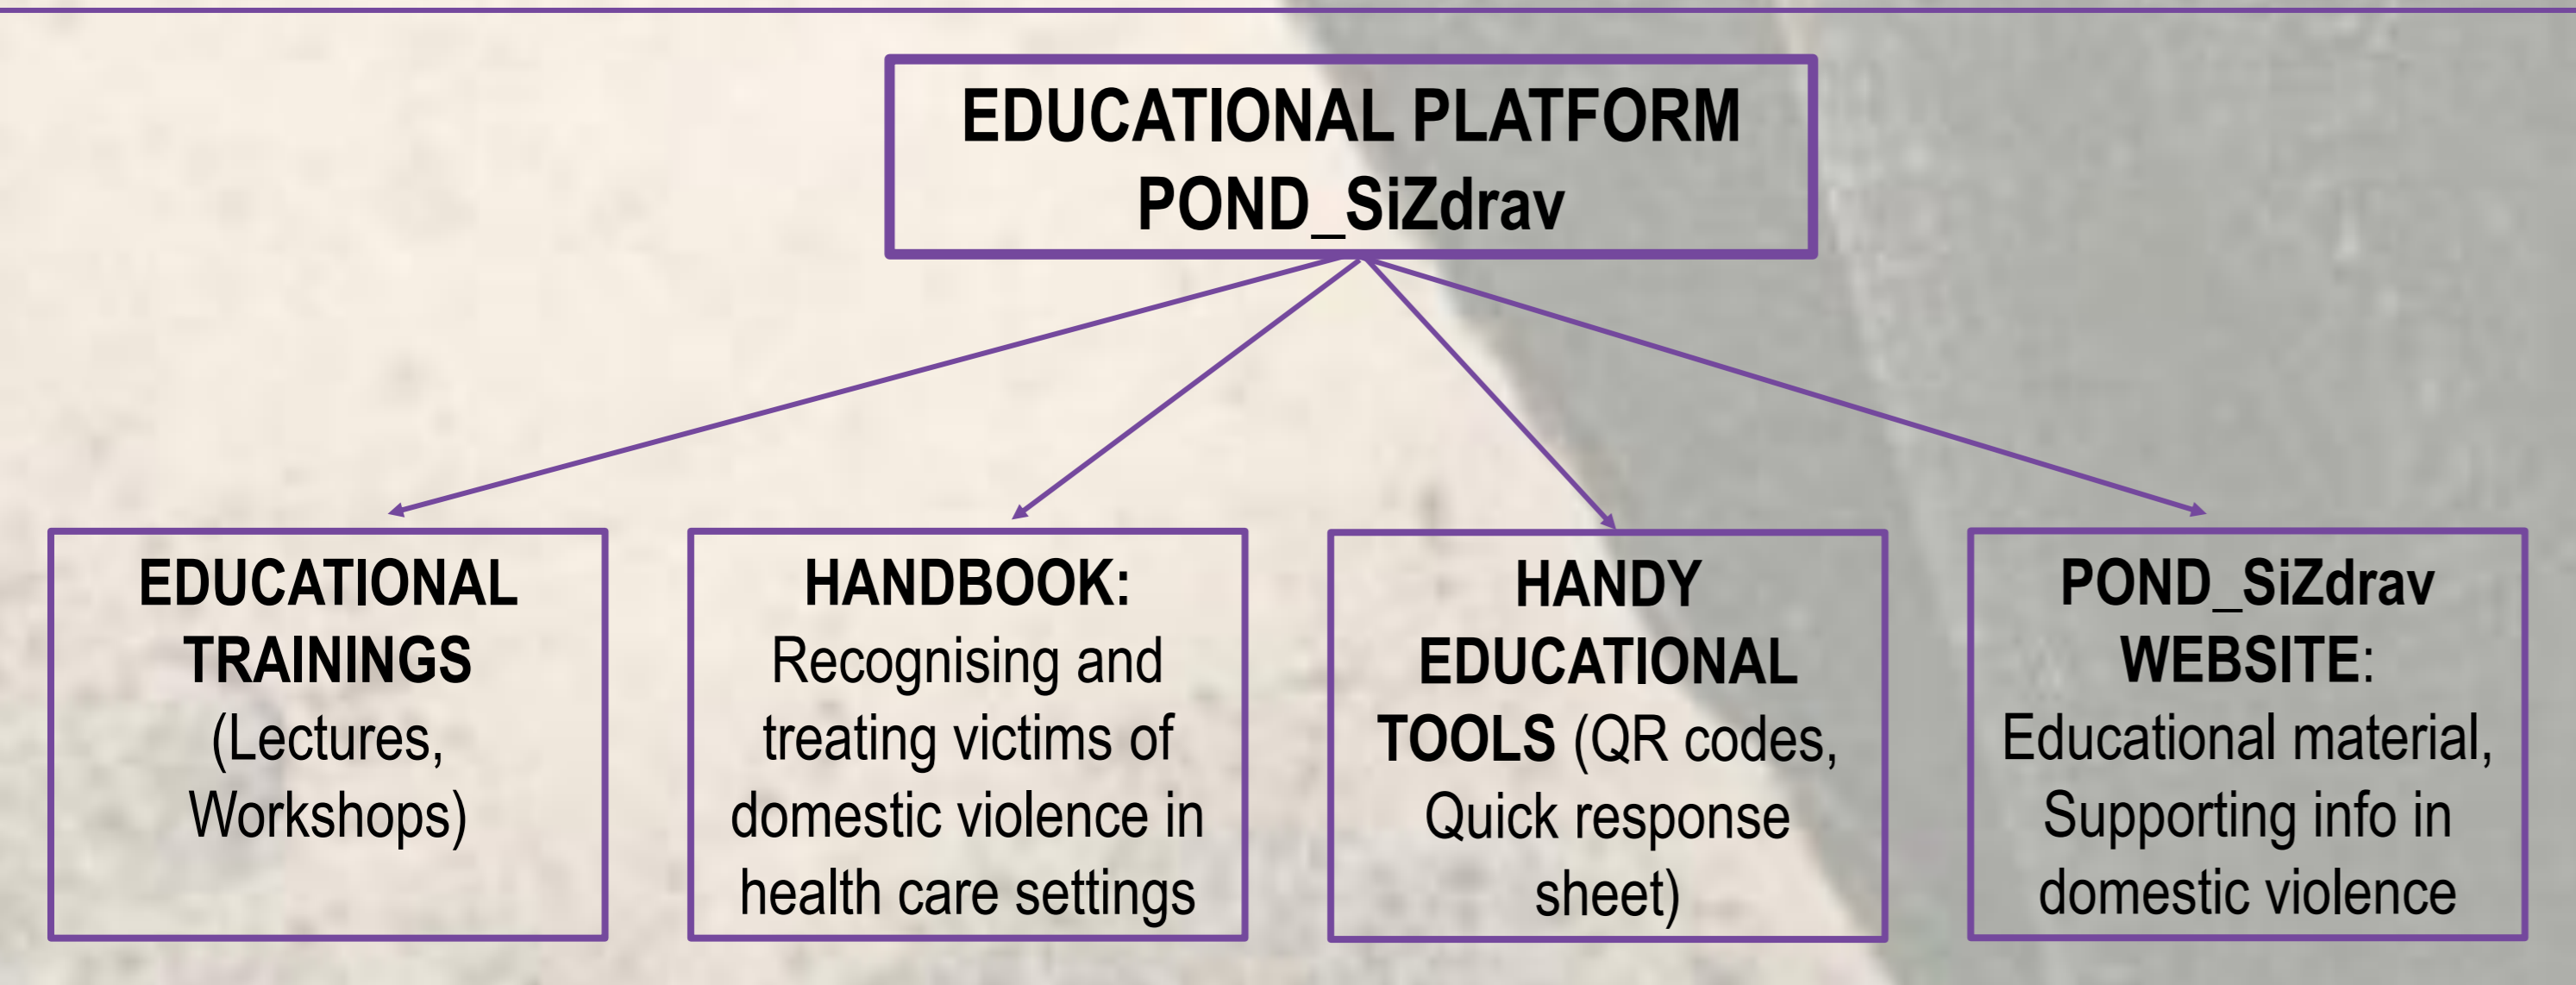 EDUCATIONAL PLATFORM
POND_SiZdrav
EDUCATIONAL
TRAININGS
(Lectures,
Workshops)
HANDBOOK:
Recognising and
treating victims of
domestic violence in
health care settings
HANDY
EDUCATIONAL
TOOLS (QR codes,
Quick response
sheet)
POND_SiZdrav
WEBSITE:
Educational material,
Supporting info in
domestic violence